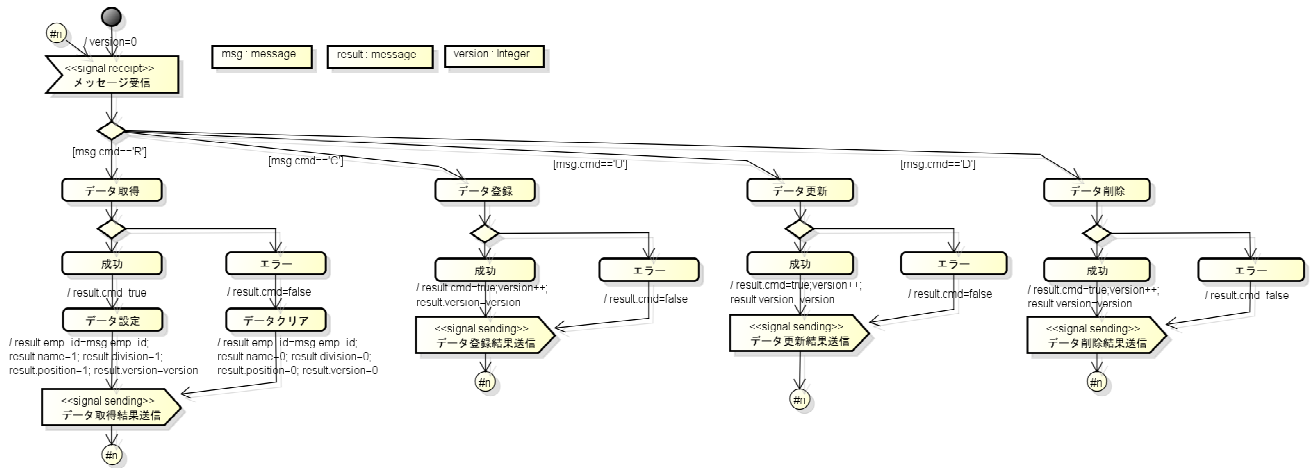 #n
/ version=0
msg : message
result : message
version : Integer
<<signal receipt>>
メッセージ受信
[msg.cmd=='R']
[msg.cmd=='C']
[msg.cmd=='U']
[msg.cmd=='D']
データ取得
データ登録
データ更新
データ削除
成功
エラー
成功
エラー
成功
エラー
成功
エラー
/ result.cmd=true
/ result.cmd=false
/ result.cmd=true;version++;
result.version=version
/ result.cmd=false
/ result.cmd=true;version++;
result.version=version
/ result.cmd=false
/ result.cmd=true;version++;
result.version=version
/ result.cmd=false
データ設定
データクリア
/ result.emp_id=msg.emp_id;
result.name=1; result.division=1;
result.position=1; result.version=version
/ result.emp_id=msg.emp_id;
result.name=0; result.division=0;
result.position=0; result.version=0
<<signal sending>>
データ登録結果送信
<<signal sending>>
データ更新結果送信
<<signal sending>>
データ削除結果送信
<<signal sending>>
データ取得結果送信
#n
#n
#n
#n